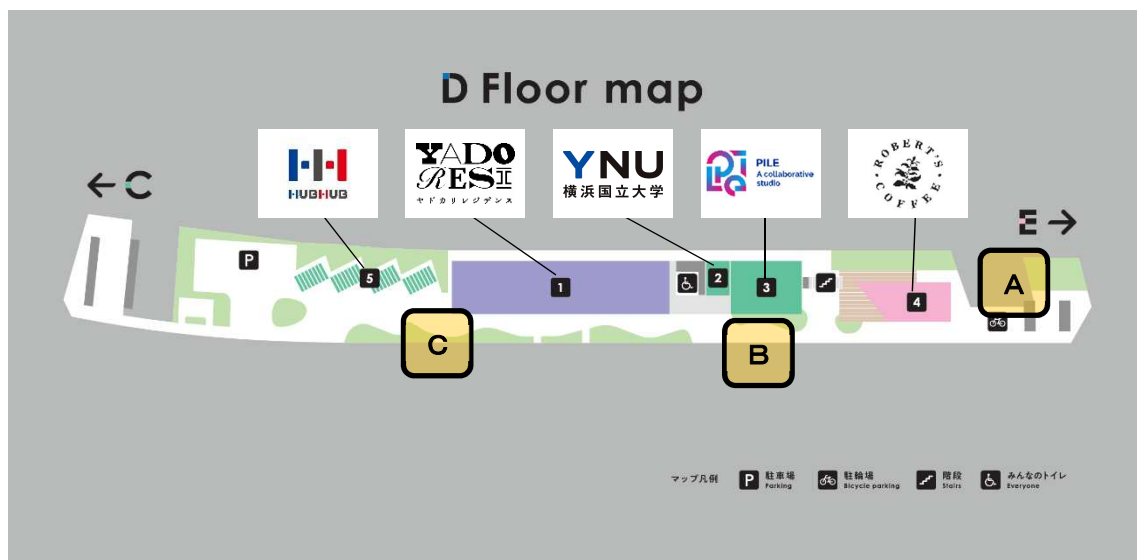 D Floor map
← C
HUBHUB
YADO
RESI
ヤドカリレジデンス
YNU
横浜国立大学
PILE
A collaborative
studio
ROBERT'S
COFFEE
E →
P
5
1
2
3
4
A
B
C
マップ凡例
P 駐車場
Parking
駐輪場
Bicycle parking
階段
Stairs
みんなのトイレ
Everyone